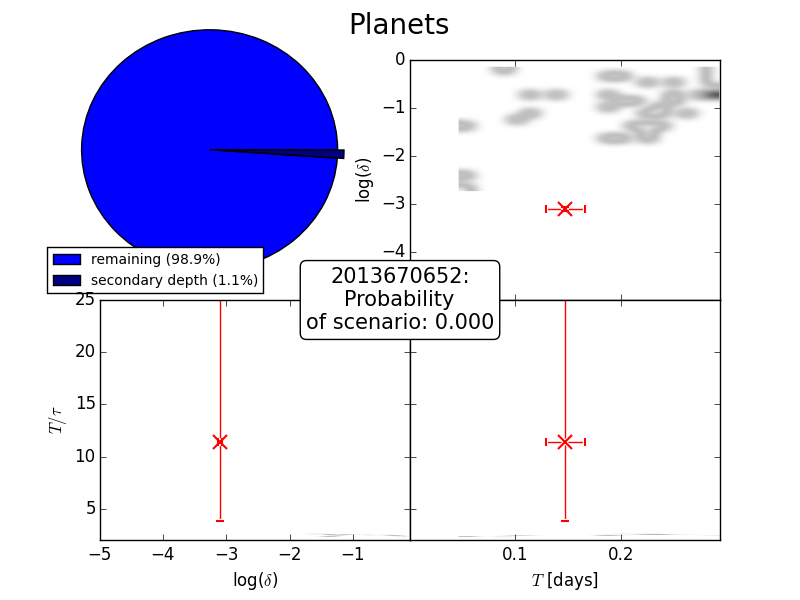 Planets
0
−1
−2
−3
−4
log(δ)
remaining (98.9%)
secondary depth (1.1%)
2013670652:
Probability
of scenario: 0.000
25
20
15
10
5
T/τ
−5 −4 −3 −2 −1
0.1 0.2
log(δ)
T [days]